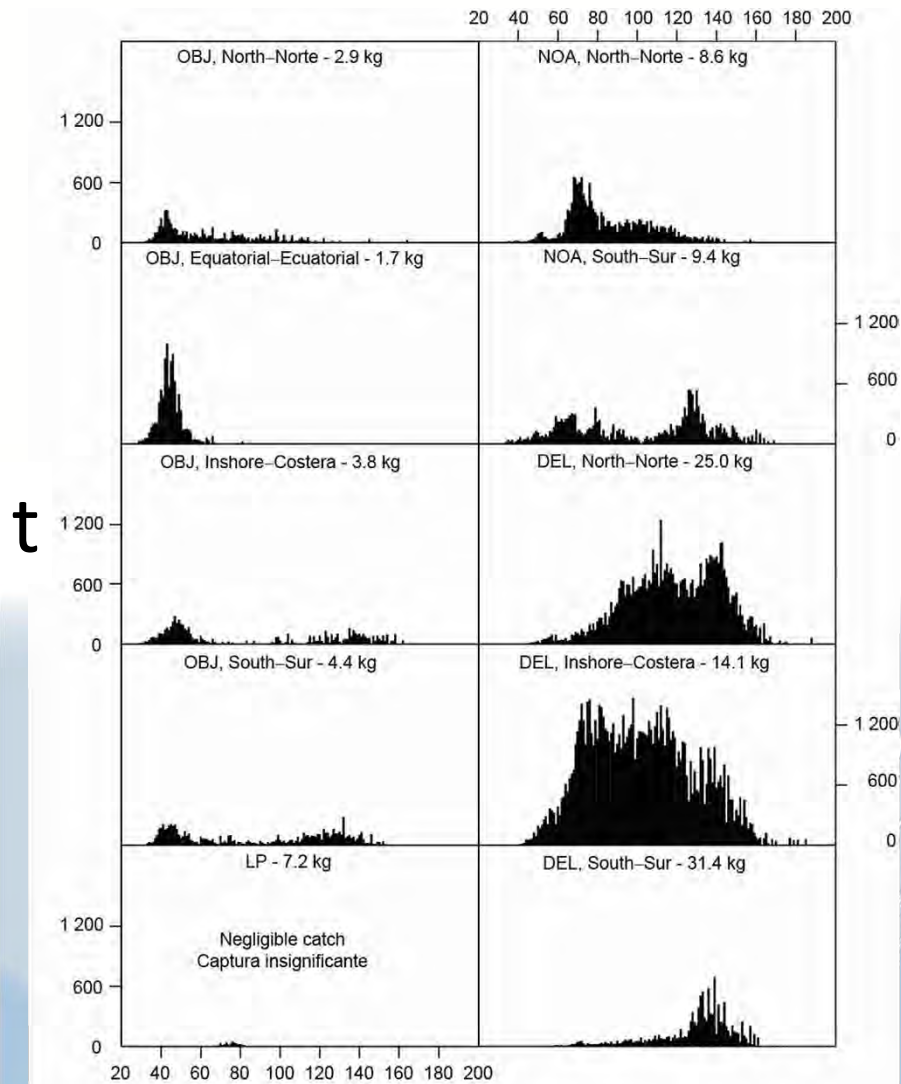 20 40 60 80 100 120 140 160 180 200
OBJ, North–Norte - 2.9 kg
NOA, North–Norte - 8.6 kg
1 200
600
0
OBJ, Equatorial–Ecuatorial - 1.7 kg
NOA, South–Sur - 9.4 kg
1 200
600
0
OBJ, Inshore–Costera - 3.8 kg
DEL, North–Norte - 25.0 kg
t
1 200
600
0
OBJ, South–Sur - 4.4 kg
DEL, Inshore–Costera - 14.1 kg
1 200
600
0
LP - 7.2 kg
DEL, South–Sur - 31.4 kg
1 200
Negligible catch
Captura insignificante
600
0
20 40 60 80 100 120 140 160 180 200